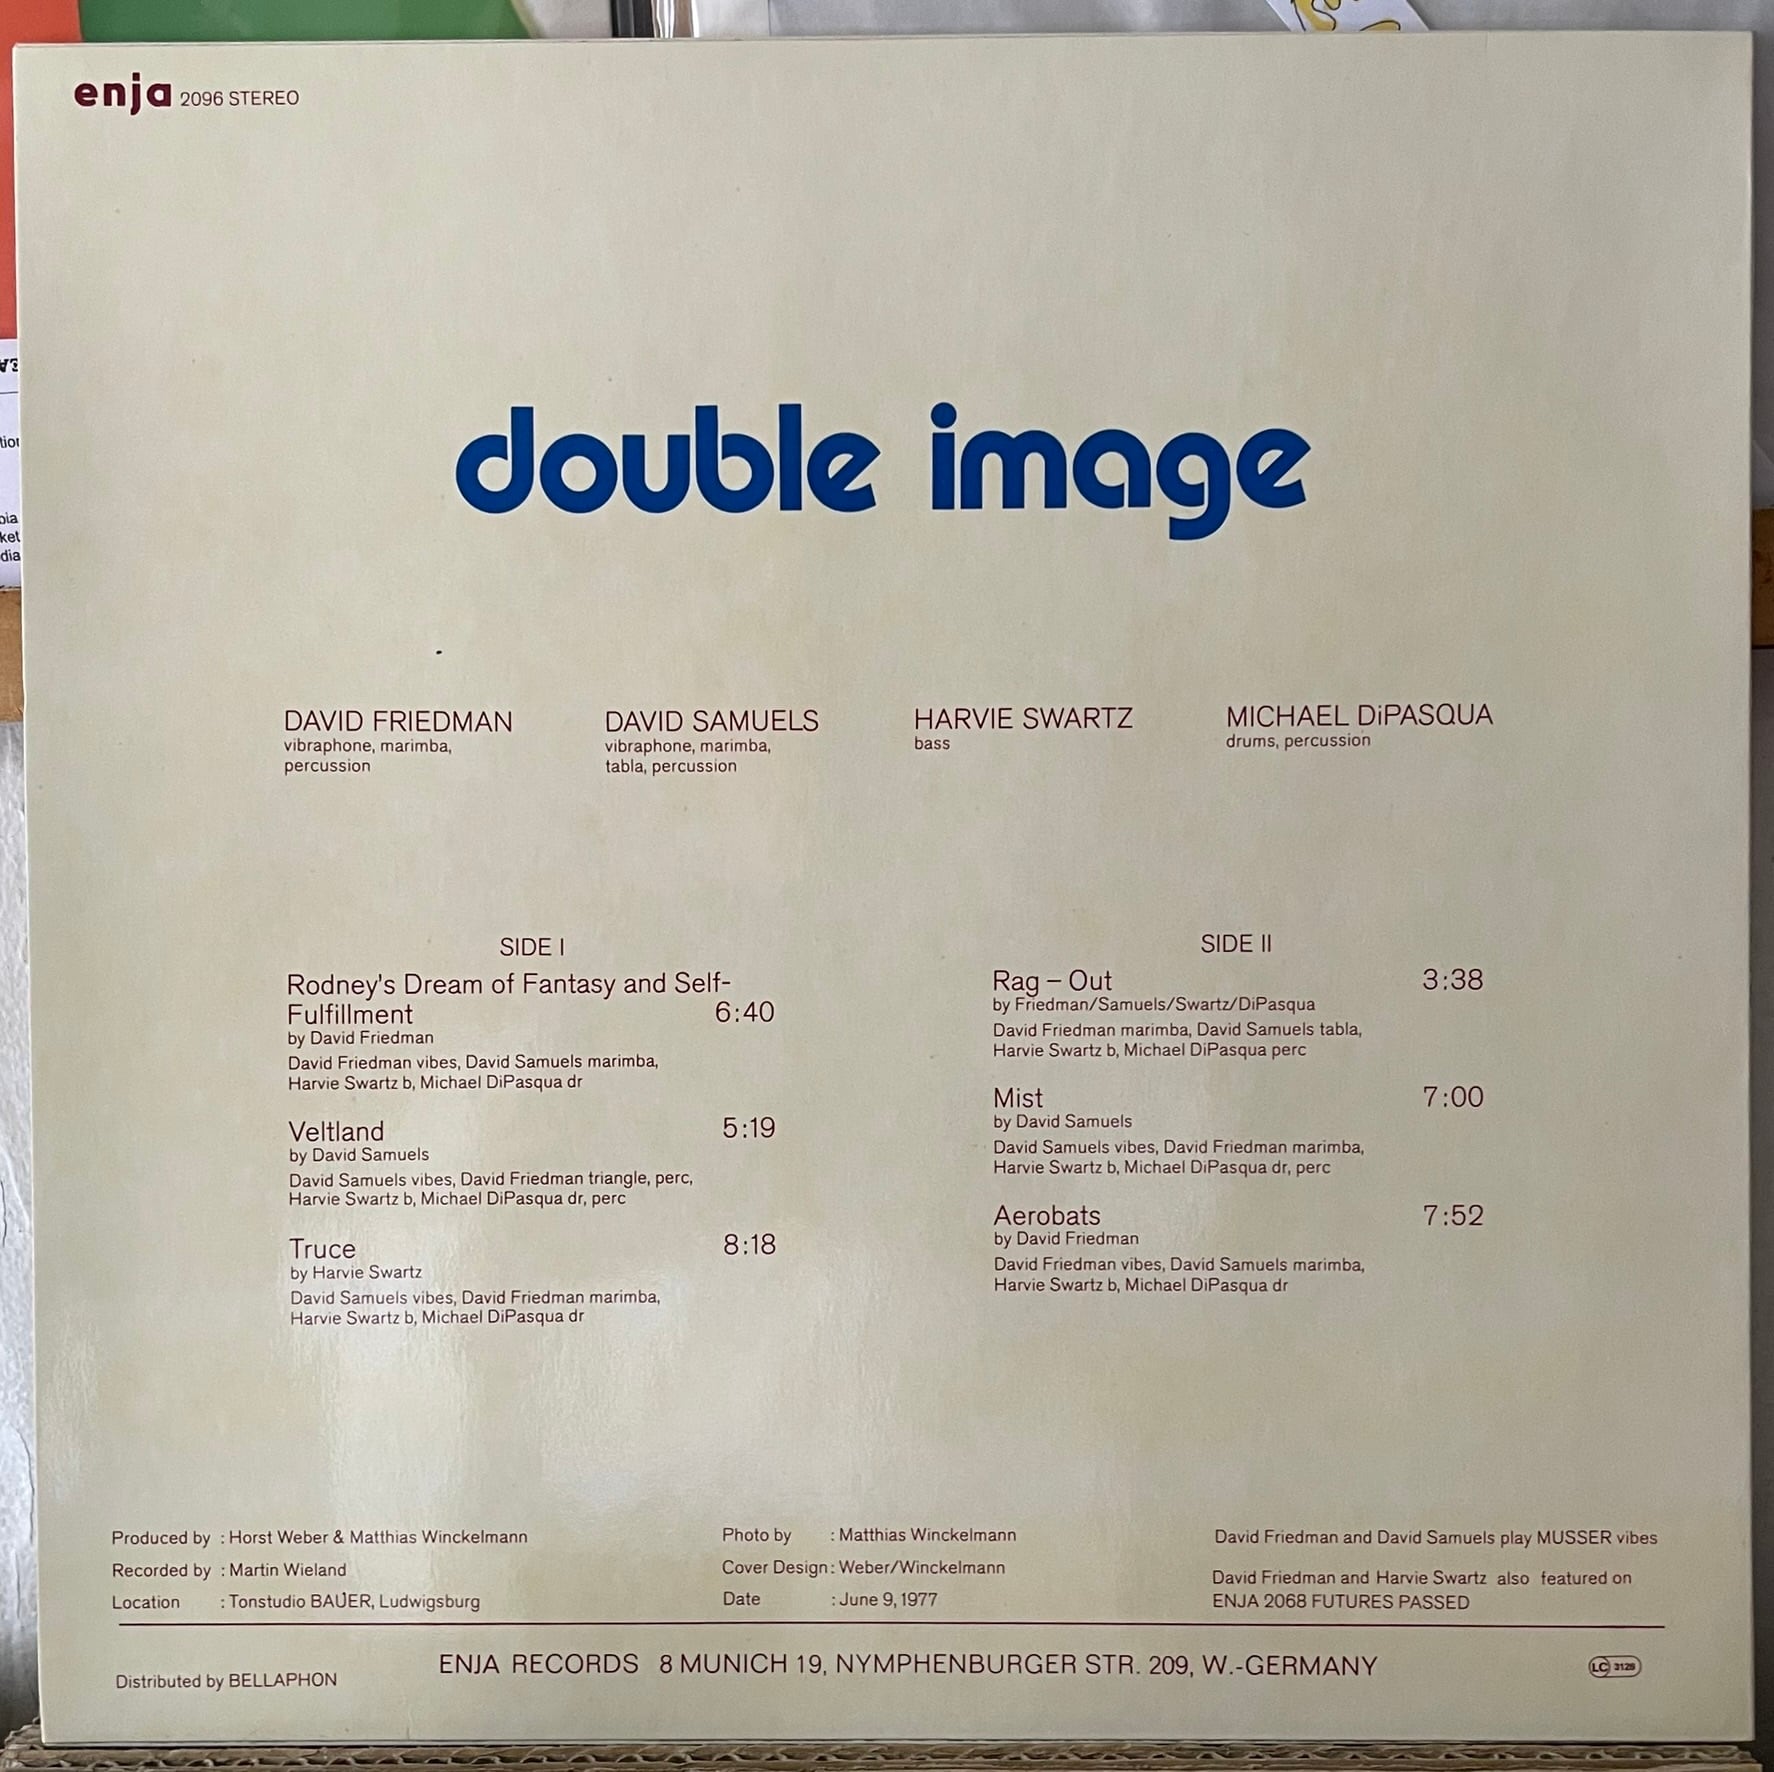 enja 2096 STEREO
double image
DAVID FRIEDMAN
vibraphone, marimba,
percussion
DAVID SAMUELS
vibraphone, marimba,
tabla, percussion
HARVIE SWARTZ
bass
MICHAEL DiPASQUA
drums, percussion
SIDE I
Rodney's Dream of Fantasy and Self-
Fulfillment 6:40
by David Friedman
David Friedman vibes, David Samuels marimba,
Harvie Swartz b, Michael DiPasqua dr
Veltland 5:19
by David Samuels
David Samuels vibes, David Friedman triangle, perc,
Harvie Swartz b, Michael DiPasqua dr, perc
Truce 8:18
by Harvie Swartz
David Samuels vibes, David Friedman marimba,
Harvie Swartz b, Michael DiPasqua dr
SIDE II
Rag – Out 3:38
by Friedman/Samuels/Swartz/DiPasqua
David Friedman marimba, David Samuels tabla,
Harvie Swartz b, Michael DiPasqua perc
Mist 7:00
by David Samuels
David Samuels vibes, David Friedman marimba,
Harvie Swartz b, Michael DiPasqua dr, perc
Aerobats 7:52
by David Friedman
David Friedman vibes, David Samuels marimba,
Harvie Swartz b, Michael DiPasqua dr
Produced by : Horst Weber & Matthias Winckelmann
Recorded by : Martin Wieland
Location : Tonstudio BAUER, Ludwigsburg
Photo by : Matthias Winckelmann
Cover Design : Weber/Winckelmann
Date : June 9, 1977
David Friedman and David Samuels play MUSSER vibes
David Friedman and Harvie Swartz also featured on
ENJA 2068 FUTURES PASSED
Distributed by BELLAPHON
ENJA RECORDS 8 MUNICH 19, NYMPHENBURGER STR. 209, W.-GERMANY
LC 3126